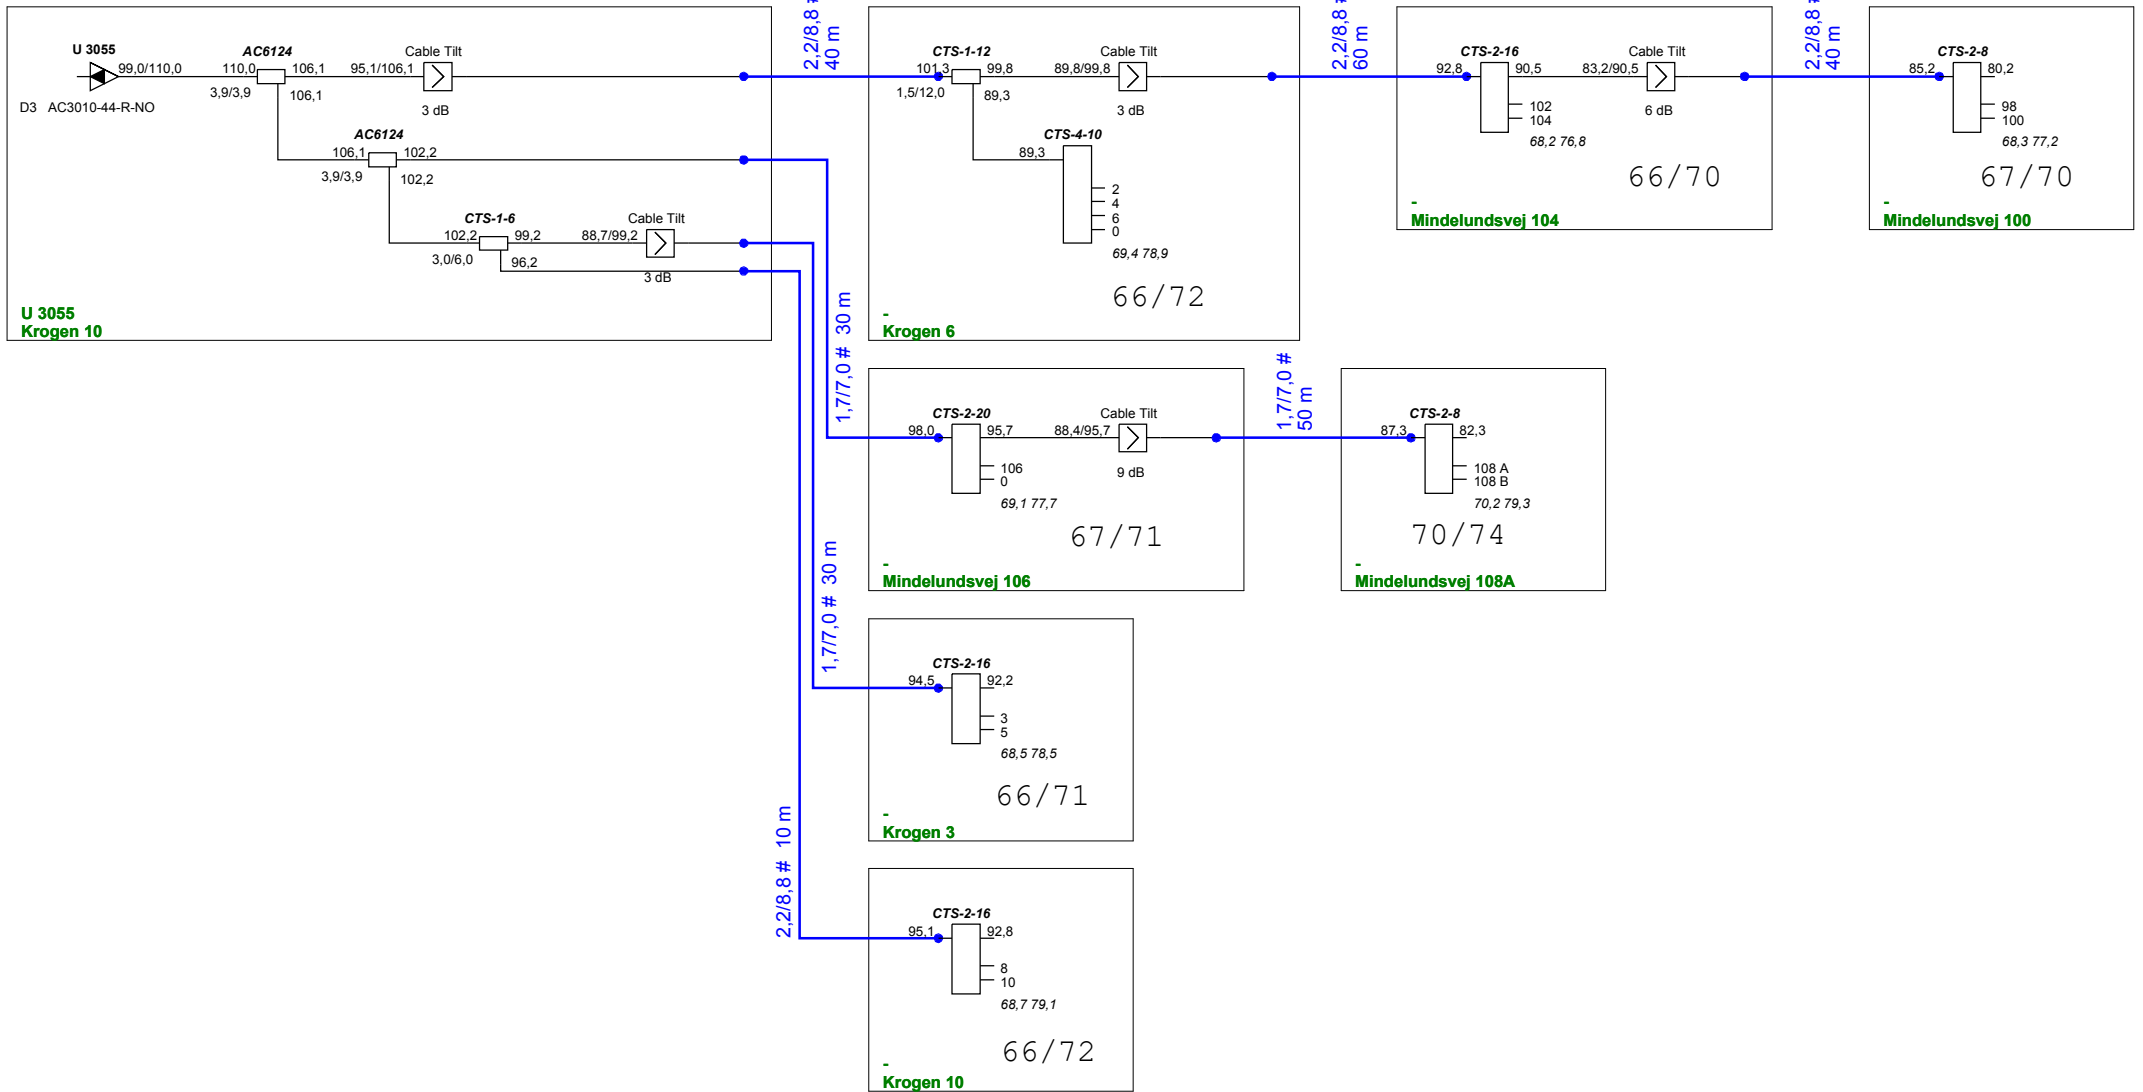 U 3055
99,0/110,0
D3 AC3010-44-R-NO
AC6124
110,0
106,1
3,9/3,9
106,1
95,1/106,1
Cable Tilt
3 dB
AC6124
106,1
102,2
3,9/3,9
102,2
CTS-1-6
102,2
99,2
3,0/6,0
96,2
88,7/99,2
Cable Tilt
3 dB
U 3055
Krogen 10
2,2/8,8 #
40 m
CTS-1-12
101,3
99,8
1,5/12,0
89,3
89,8/99,8
Cable Tilt
3 dB
CTS-4-10
89,3
2
4
6
0
69,4 78,9
66/72
-
Krogen 6
2,2/8,8 #
60 m
CTS-2-16
92,8
90,5
102
104
68,2 76,8
83,2/90,5
Cable Tilt
6 dB
66/70
-
Mindelundsvej 104
2,2/8,8 #
40 m
CTS-2-8
85,2
80,2
98
100
68,3 77,2
67/70
-
Mindelundsvej 100
1,7/7,0 # 30 m
CTS-2-20
98,0
95,7
106
0
69,1 77,7
88,4/95,7
Cable Tilt
9 dB
67/71
-
Mindelundsvej 106
1,7/7,0 #
50 m
CTS-2-8
87,3
82,3
108 A
108 B
70,2 79,3
70/74
-
Mindelundsvej 108A
1,7/7,0 # 30 m
CTS-2-16
94,5
92,2
3
5
68,5 78,5
66/71
-
Krogen 3
2,2/8,8 # 10 m
CTS-2-16
95,1
92,8
8
10
68,7 79,1
66/72
-
Krogen 10